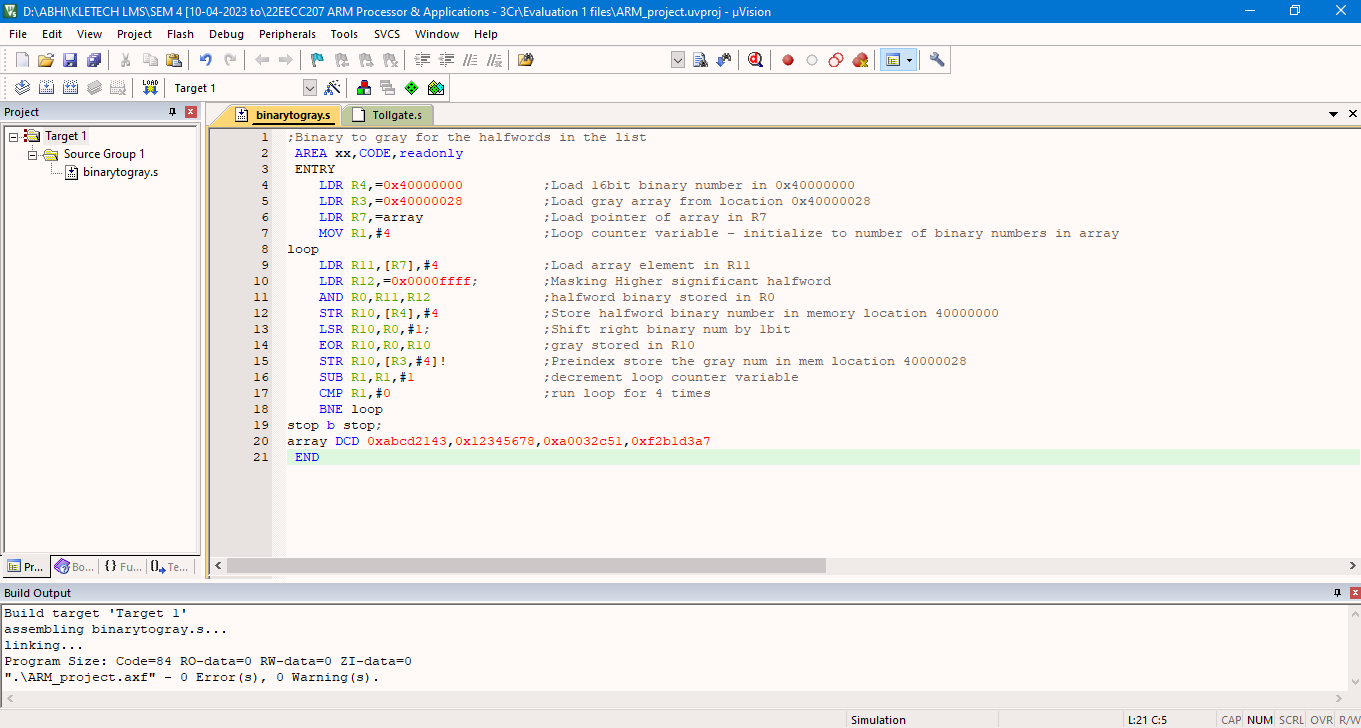 D:\ABHI\KLETECH LMS\SEM 4 [10-04-2023 to\22EECC207 ARM Processor & Applications - 3Cr\Evaluation 1 files\ARM_project.uvproj - µVision
File Edit View Project Flash Debug Peripherals Tools SVCS Window Help
LOAD Target 1
Project
binarytogray.s Tollgate.s
Target 1
Source Group 1
binarytogray.s
1 ;Binary to gray for the halfwords in the list
2 AREA xx,CODE,readonly
3 ENTRY
4 LDR R4,=0x40000000 ;Load 16bit binary number in 0x40000000
5 LDR R3,=0x40000028 ;Load gray array from location 0x40000028
6 LDR R7,=array ;Load pointer of array in R7
7 MOV R1,#4 ;Loop counter variable - initialize to number of binary numbers in array
8 loop
9 LDR R11,[R7],#4 ;Load array element in R11
10 LDR R12,=0x0000ffff; ;Masking Higher significant halfword
11 AND R0,R11,R12 ;halfword binary stored in R0
12 STR R10,[R4],#4 ;Store halfword binary number in memory location 40000000
13 LSR R10,R0,#1; ;Shift right binary num by 1bit
14 EOR R10,R0,R10 ;gray stored in R10
15 STR R10,[R3,#4]! ;Preindex store the gray num in mem location 40000028
16 SUB R1,R1,#1 ;decrement loop counter variable
17 CMP R1,#0 ;run loop for 4 times
18 BNE loop
19 stop b stop;
20 array DCD 0xabcd2143,0x12345678,0xa0032c51,0xf2b1d3a7
21 END
Pr... Bo... {} Fu... Te...
Build Output
Build target 'Target 1'
assembling binarytogray.s...
linking...
Program Size: Code=84 RO-data=0 RW-data=0 ZI-data=0
".\ARM_project.axf" - 0 Error(s), 0 Warning(s).
Simulation L:21 C:5 CAP NUM SCRL OVR R/W